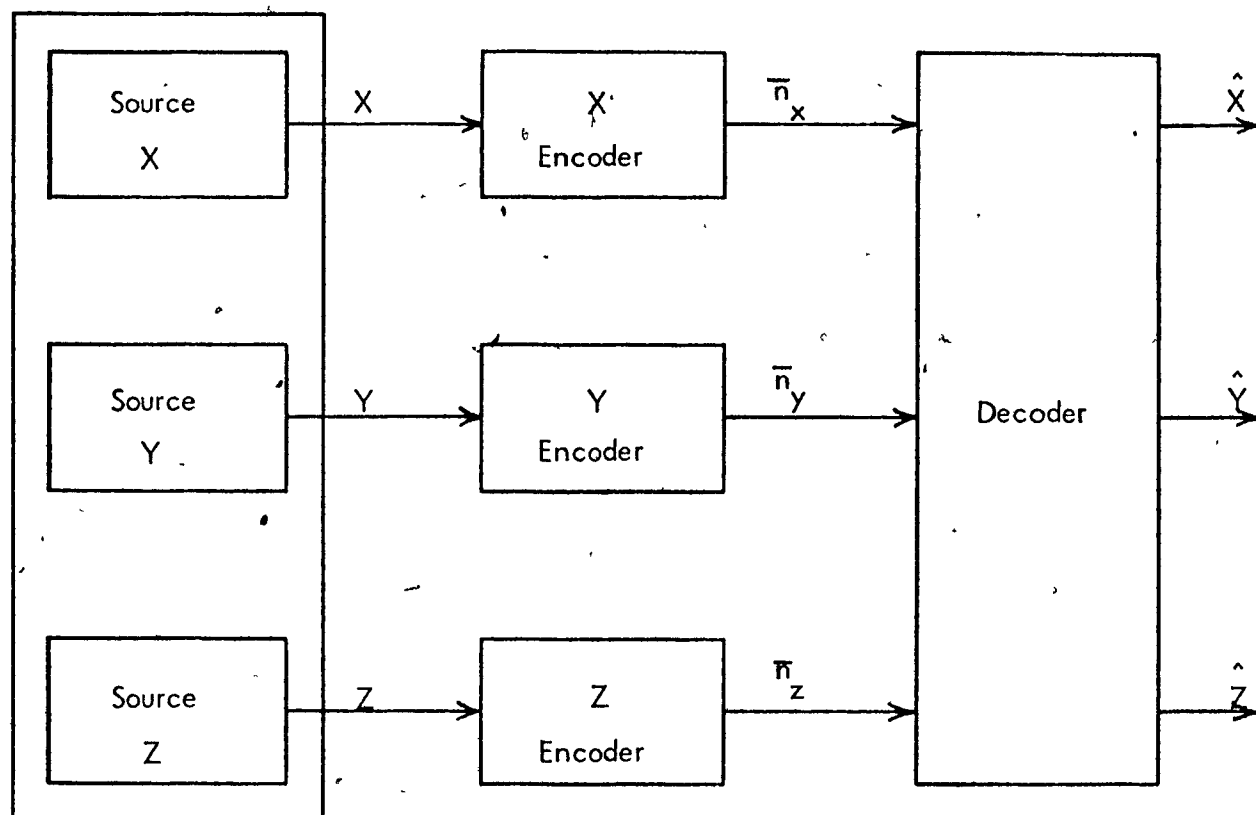 Source
X
X
X
Encoder
n̅x
X̂
Source
Y
Y
Y
Encoder
n̅y
Decoder
Ŷ
Source
Z
Z
Z
Encoder
n̅z
Ẑ